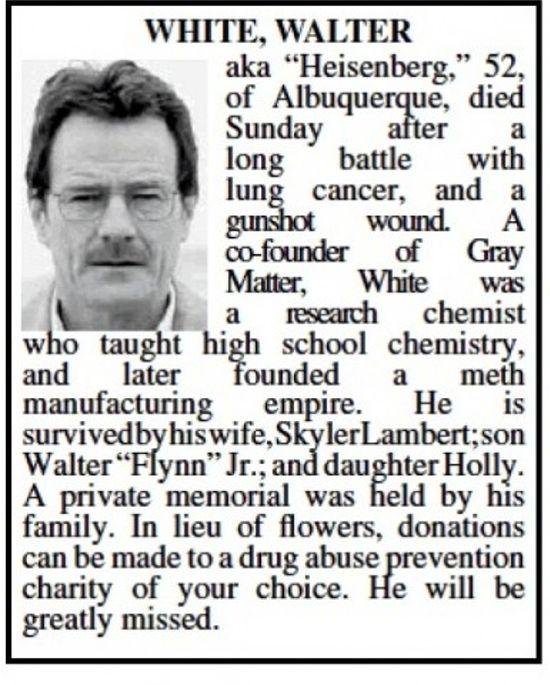 WHITE, WALTER
aka “Heisenberg,” 52,
of Albuquerque, died
Sunday after a
long battle with
lung cancer, and a
gunshot wound. A
co-founder of Gray
Matter, White was
a research chemist
who taught high school chemistry,
and later founded a meth
manufacturing empire. He is
survived by his wife, Skyler Lambert; son
Walter “Flynn” Jr.; and daughter Holly.
A private memorial was held by his
family. In lieu of flowers, donations
can be made to a drug abuse prevention
charity of your choice. He will be
greatly missed.